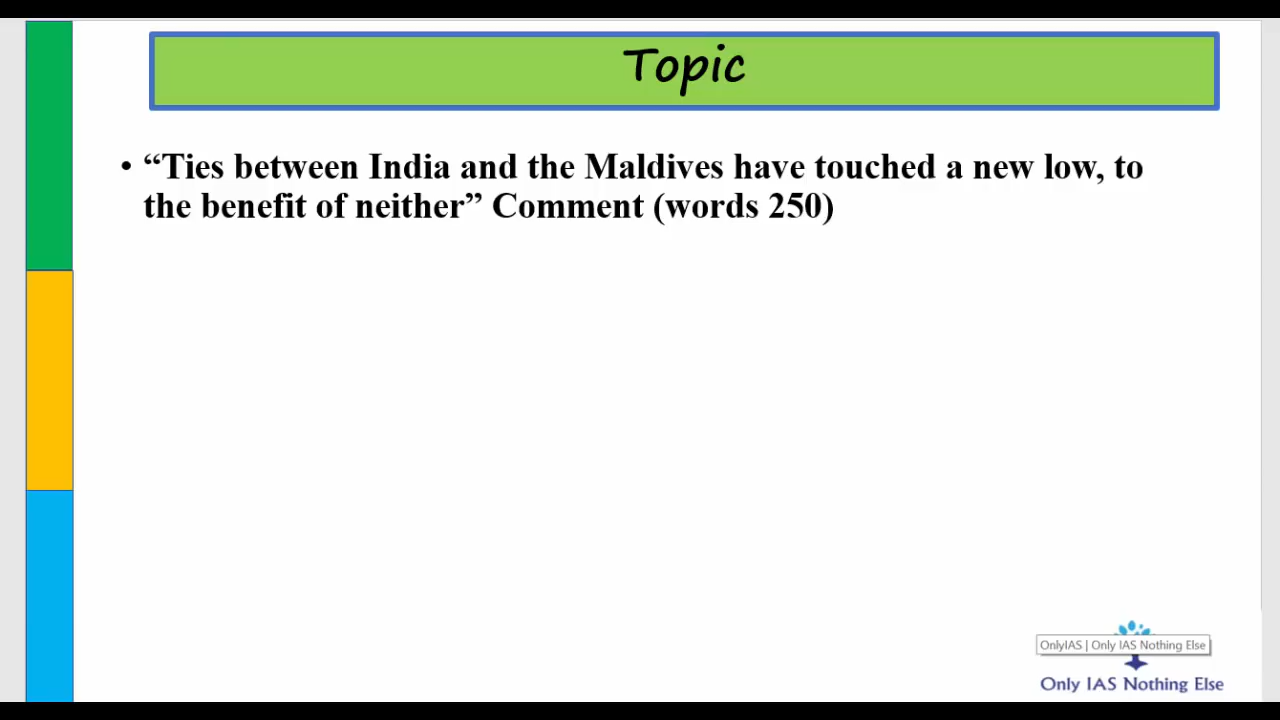 Topic
• “Ties between India and the Maldives have touched a new low, to
the benefit of neither” Comment (words 250)
OnlyIAS | Only IAS Nothing Else
Only IAS Nothing Else